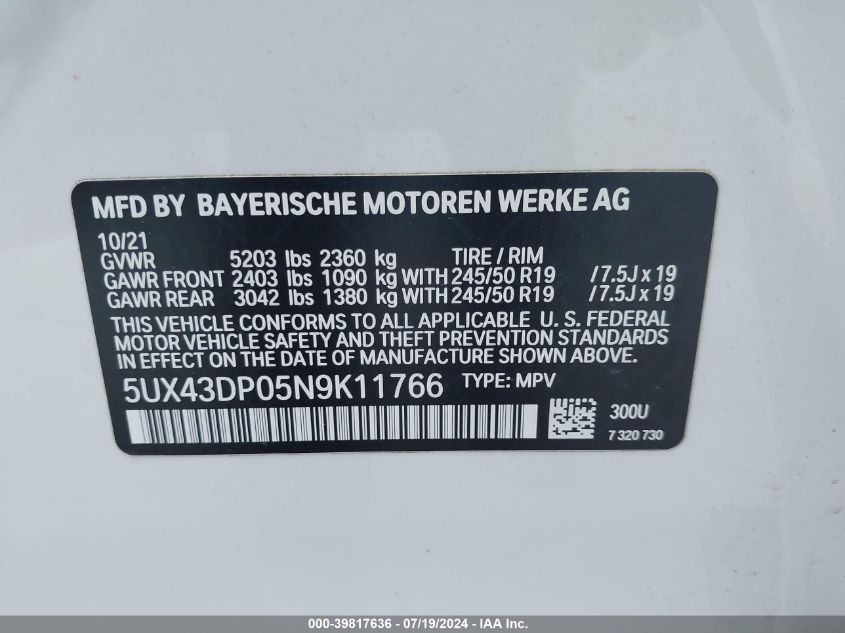 MFD BY BAYERISCHE MOTOREN WERKE AG
10/21
GVWR 5203 lbs 2360 kg TIRE / RIM
GAWR FRONT 2403 lbs 1090 kg WITH 245/50 R19 / 7.5J x 19
GAWR REAR 3042 lbs 1380 kg WITH 245/50 R19 / 7.5J x 19
THIS VEHICLE CONFORMS TO ALL APPLICABLE U. S. FEDERAL
MOTOR VEHICLE SAFETY AND THEFT PREVENTION STANDARDS
IN EFFECT ON THE DATE OF MANUFACTURE SHOWN ABOVE.
5UX43DP05N9K11766 TYPE: MPV
300U
7 320 730
000-39817636 - 07/19/2024 - IAA Inc.